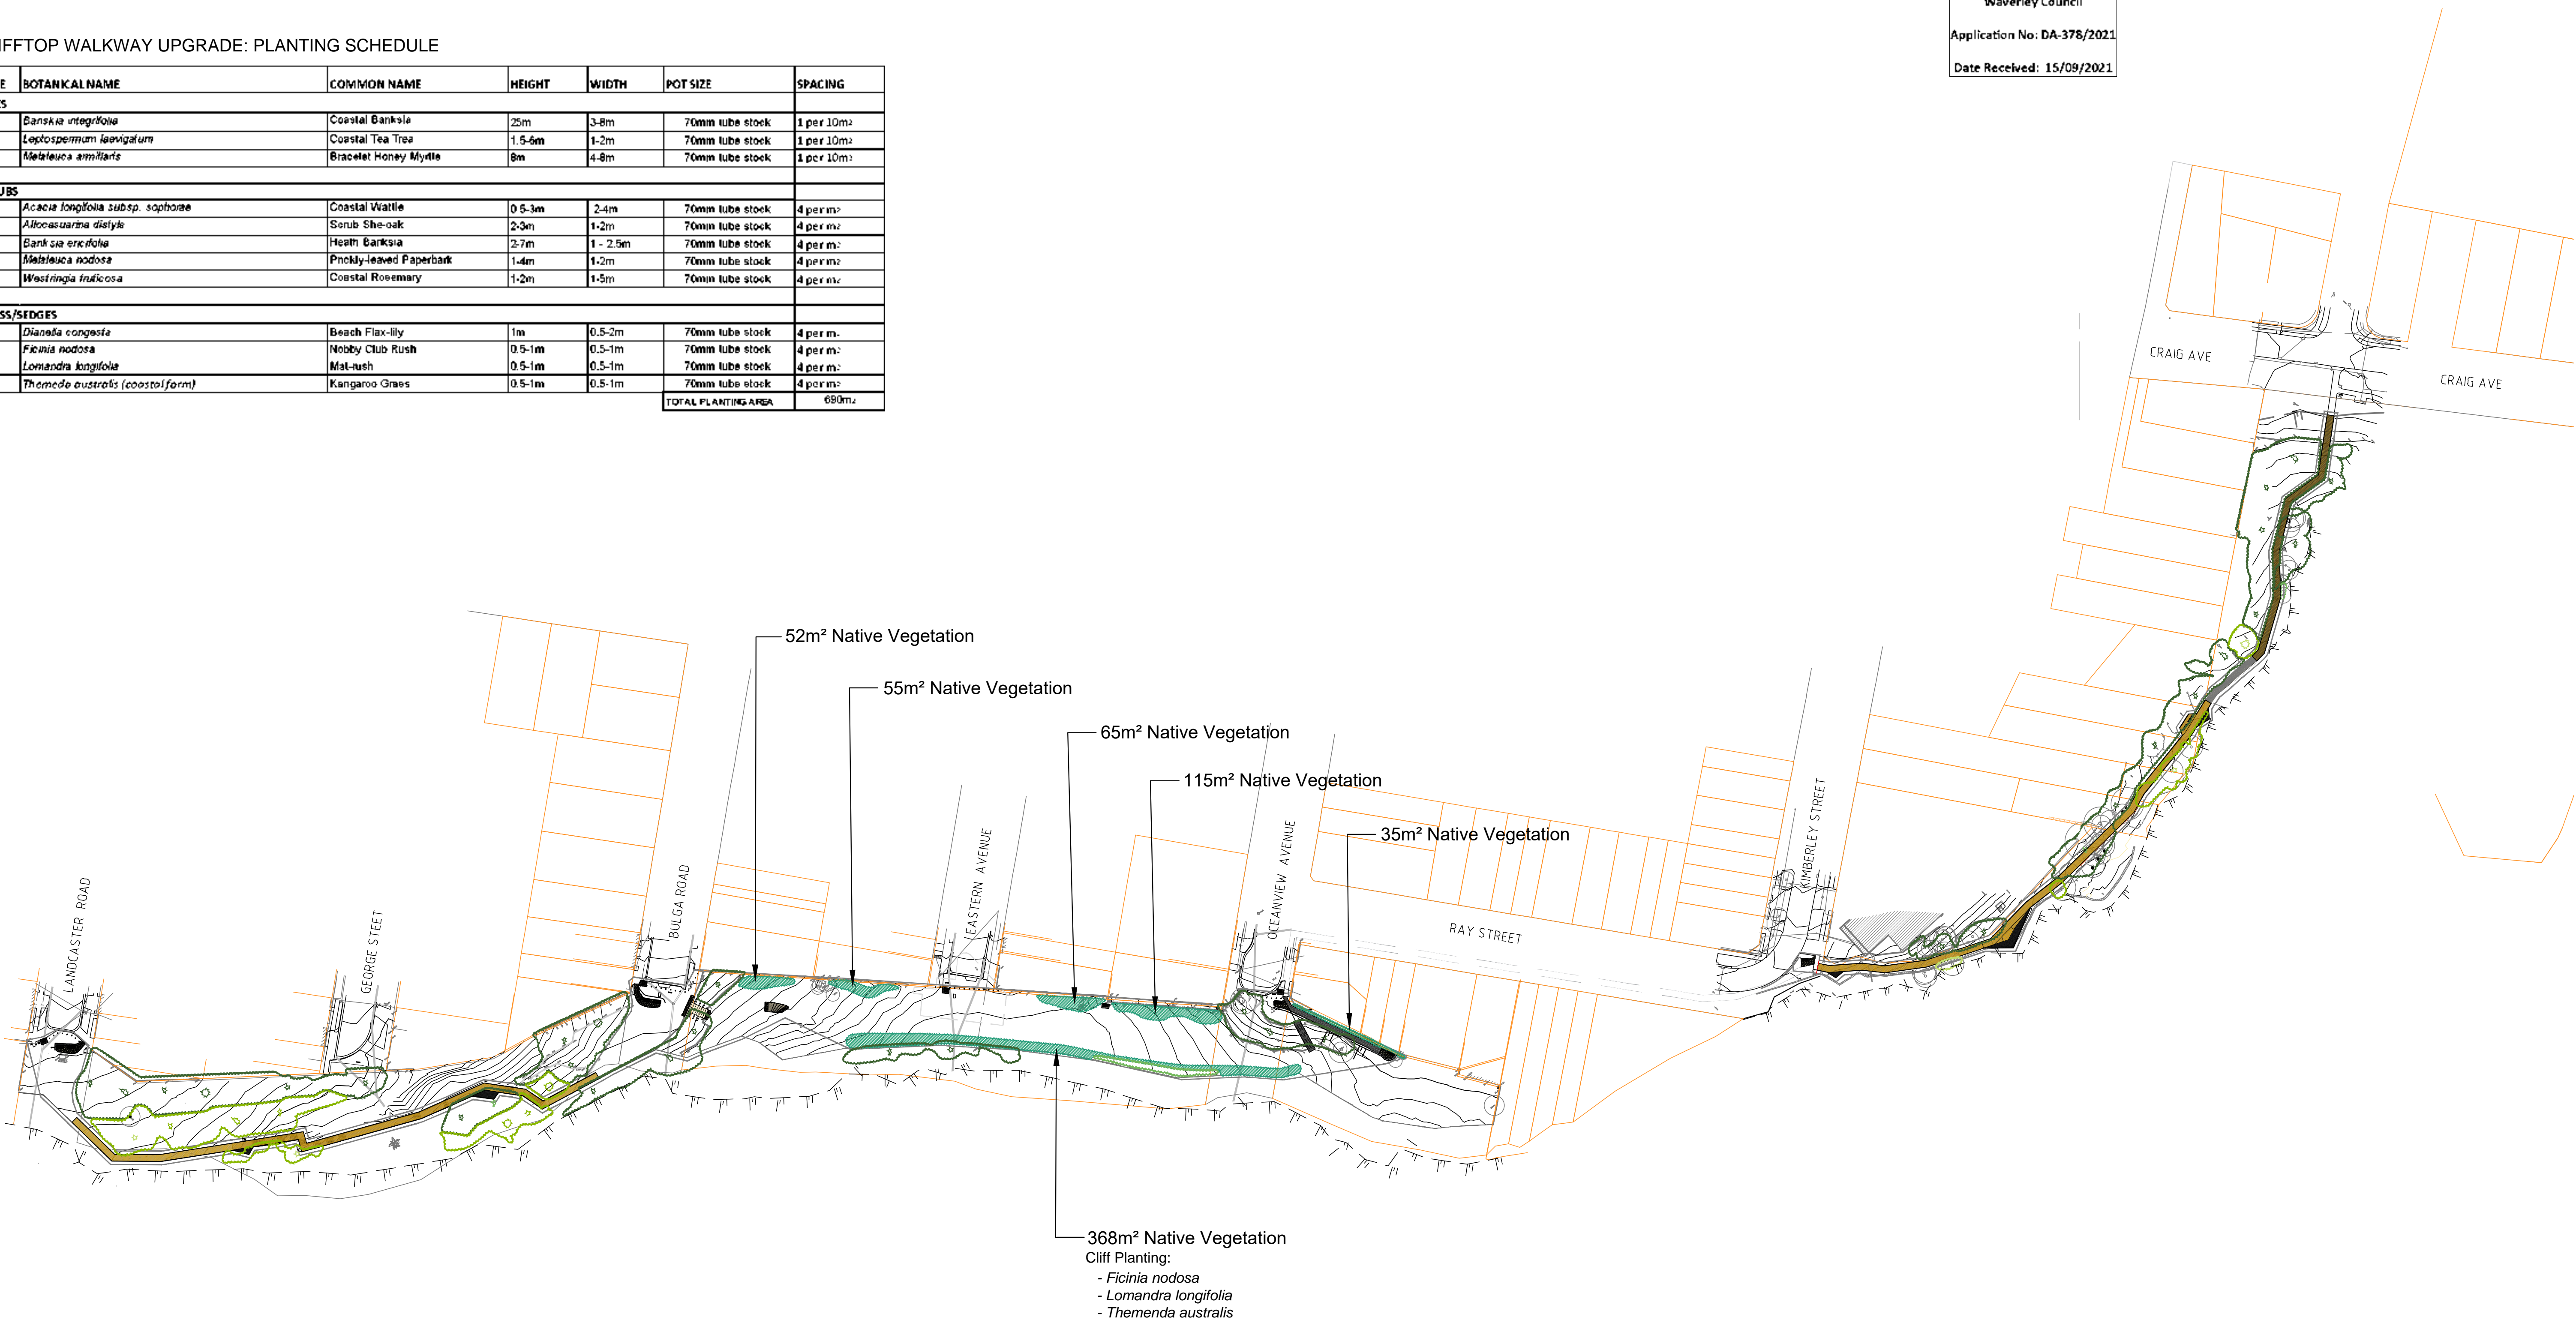 Waverley Council
Application No: DA-378/2021
Date Received: 15/09/2021
IFFTOP WALKWAY UPGRADE: PLANTING SCHEDULE
E BOTANICAL NAME COMMON NAME HEIGHT WIDTH POT SIZE SPACING
ES
Banskia integrifolia Coastal Banksia 25m 3-8m 70mm tube stock 1 per 10m²
Leptospermum laevigatum Coastal Tea Tree 1.5-6m 1-2m 70mm tube stock 1 per 10m²
Melaleuca armillaris Bracelet Honey Myrtle 8m 4-8m 70mm tube stock 1 per 10m²
UBS
Acacia longifolia subsp. sophorae Coastal Wattle 0.5-3m 2-4m 70mm tube stock 4 per m²
Allocasuarina distyla Scrub She-oak 2-3m 1-2m 70mm tube stock 4 per m²
Banksia ericifolia Heath Banksia 2-7m 1 - 2.5m 70mm tube stock 4 per m²
Melaleuca nodosa Prickly-leaved Paperbark 1-4m 1-2m 70mm tube stock 4 per m²
Westringia fruticosa Coastal Rosemary 1-2m 1-5m 70mm tube stock 4 per m²
SS/SEDGES
Dianella congesta Beach Flax-lily 1m 0.5-2m 70mm tube stock 4 per m²
Ficinia nodosa Nobby Club Rush 0.5-1m 0.5-1m 70mm tube stock 4 per m²
Lomandra longifolia Mat-rush 0.5-1m 0.5-1m 70mm tube stock 4 per m²
Themeda australis (coastal form) Kangaroo Grass 0.5-1m 0.5-1m 70mm tube stock 4 per m²
TOTAL PLANTING AREA 690m²
CRAIG AVE
CRAIG AVE
52m² Native Vegetation
55m² Native Vegetation
65m² Native Vegetation
115m² Native Vegetation
35m² Native Vegetation
LANDCASTER ROAD
GEORGE STEET
BULGA ROAD
EASTERN AVENUE
OCEANVIEW AVENUE
RAY STREET
KIMBERLEY STREET
368m² Native Vegetation
Cliff Planting:
- Ficinia nodosa
- Lomandra longifolia
- Themenda australis